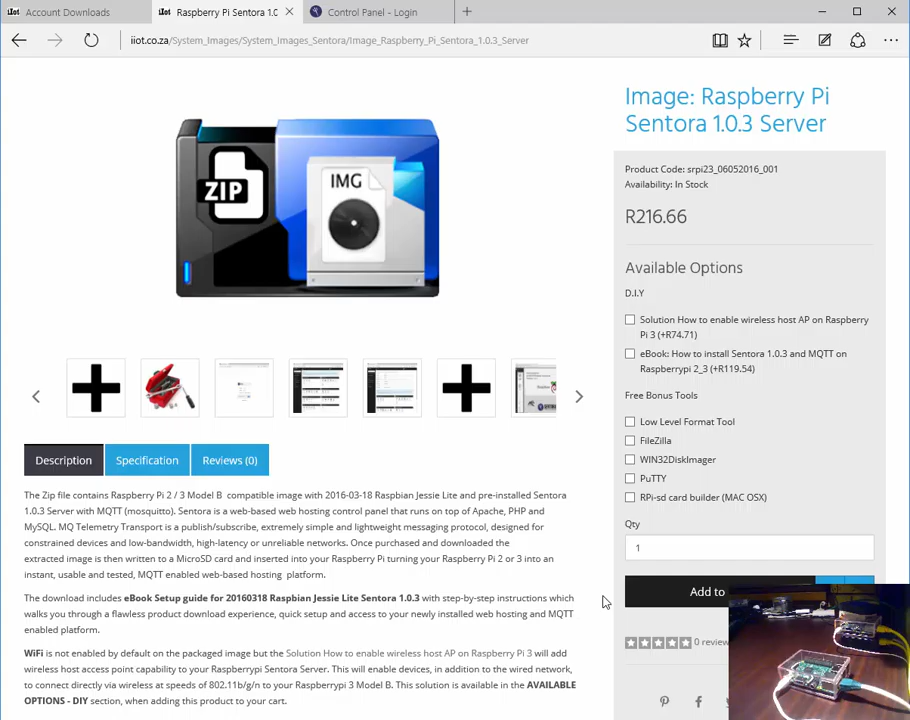 Account Downloads
Raspberry Pi Sentora 1.0
Control Panel - Login
iiot.co.za/System_Images/System_Images_Sentora/Image_Raspberry_Pi_Sentora_1.0.3_Server
ZIP
IMG
Image: Raspberry Pi
Sentora 1.0.3 Server
Product Code: srpi23_06052016_001
Availability: In Stock
R216.66
Available Options
D.I.Y
Solution How to enable wireless host AP on Raspberry
Pi 3 (+R74.71)
eBook: How to install Sentora 1.0.3 and MQTT on
Raspberrypi 2_3 (+R119.54)
Free Bonus Tools
Low Level Format Tool
FileZilla
WIN32DiskImager
PuTTY
RPi-sd card builder (MAC OSX)
Qty
1
Add to
0 review
Description
Specification
Reviews (0)
The Zip file contains Raspberry Pi 2 / 3 Model B compatible image with 2016-03-18 Raspbian Jessie Lite and pre-installed Sentora
1.0.3 Server with MQTT (mosquitto). Sentora is a web-based web hosting control panel that runs on top of Apache, PHP and
MySQL. MQ Telemetry Transport is a publish/subscribe, extremely simple and lightweight messaging protocol, designed for
constrained devices and low-bandwidth, high-latency or unreliable networks. Once purchased and downloaded the
extracted image is then written to a MicroSD card and inserted into your Raspberry Pi turning your Raspberry Pi 2 or 3 into an
instant, usable and tested, MQTT enabled web-based hosting platform.
The download includes eBook Setup guide for 20160318 Raspbian Jessie Lite Sentora 1.0.3 with step-by-step instructions which
walks you through a flawless product download experience, quick setup and access to your newly installed web hosting and MQTT
enabled platform.
WiFi is not enabled by default on the packaged image but the Solution How to enable wireless host AP on Raspberry Pi 3 will add
wireless host access point capability to your Raspberrypi Sentora Server. This will enable devices, in addition to the wired network,
to connect directly via wireless at speeds of 802.11b/g/n to your Raspberrypi 3 Model B. This solution is available in the AVAILABLE
OPTIONS - DIY section, when adding this product to your cart.